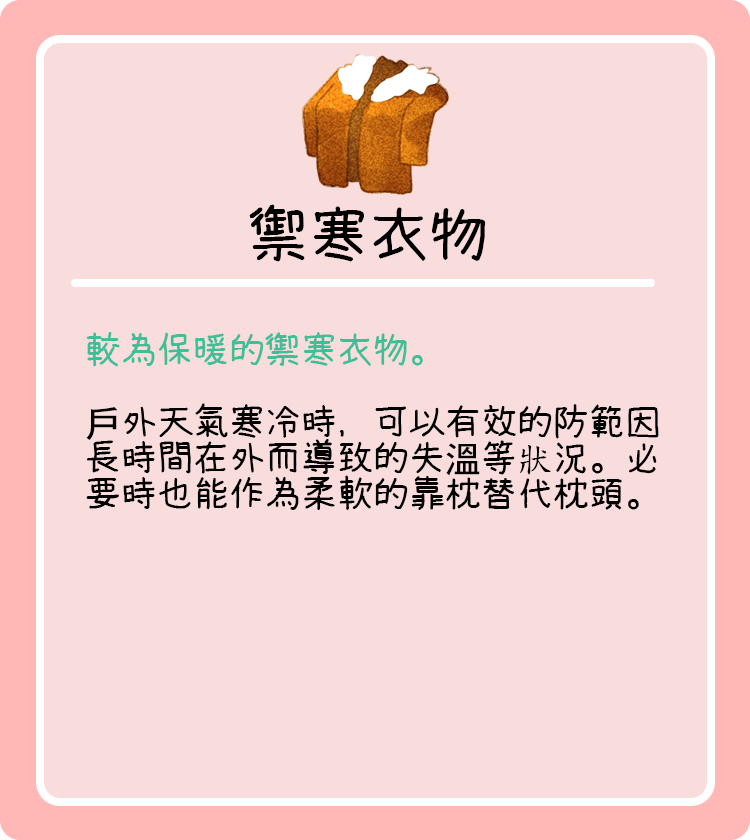 禦寒衣物
較為保暖的禦寒衣物。
戶外天氣寒冷時，可以有效的防範因
長時間在外而導致的失溫等狀況。必
要時也能作為柔軟的靠枕替代枕頭。